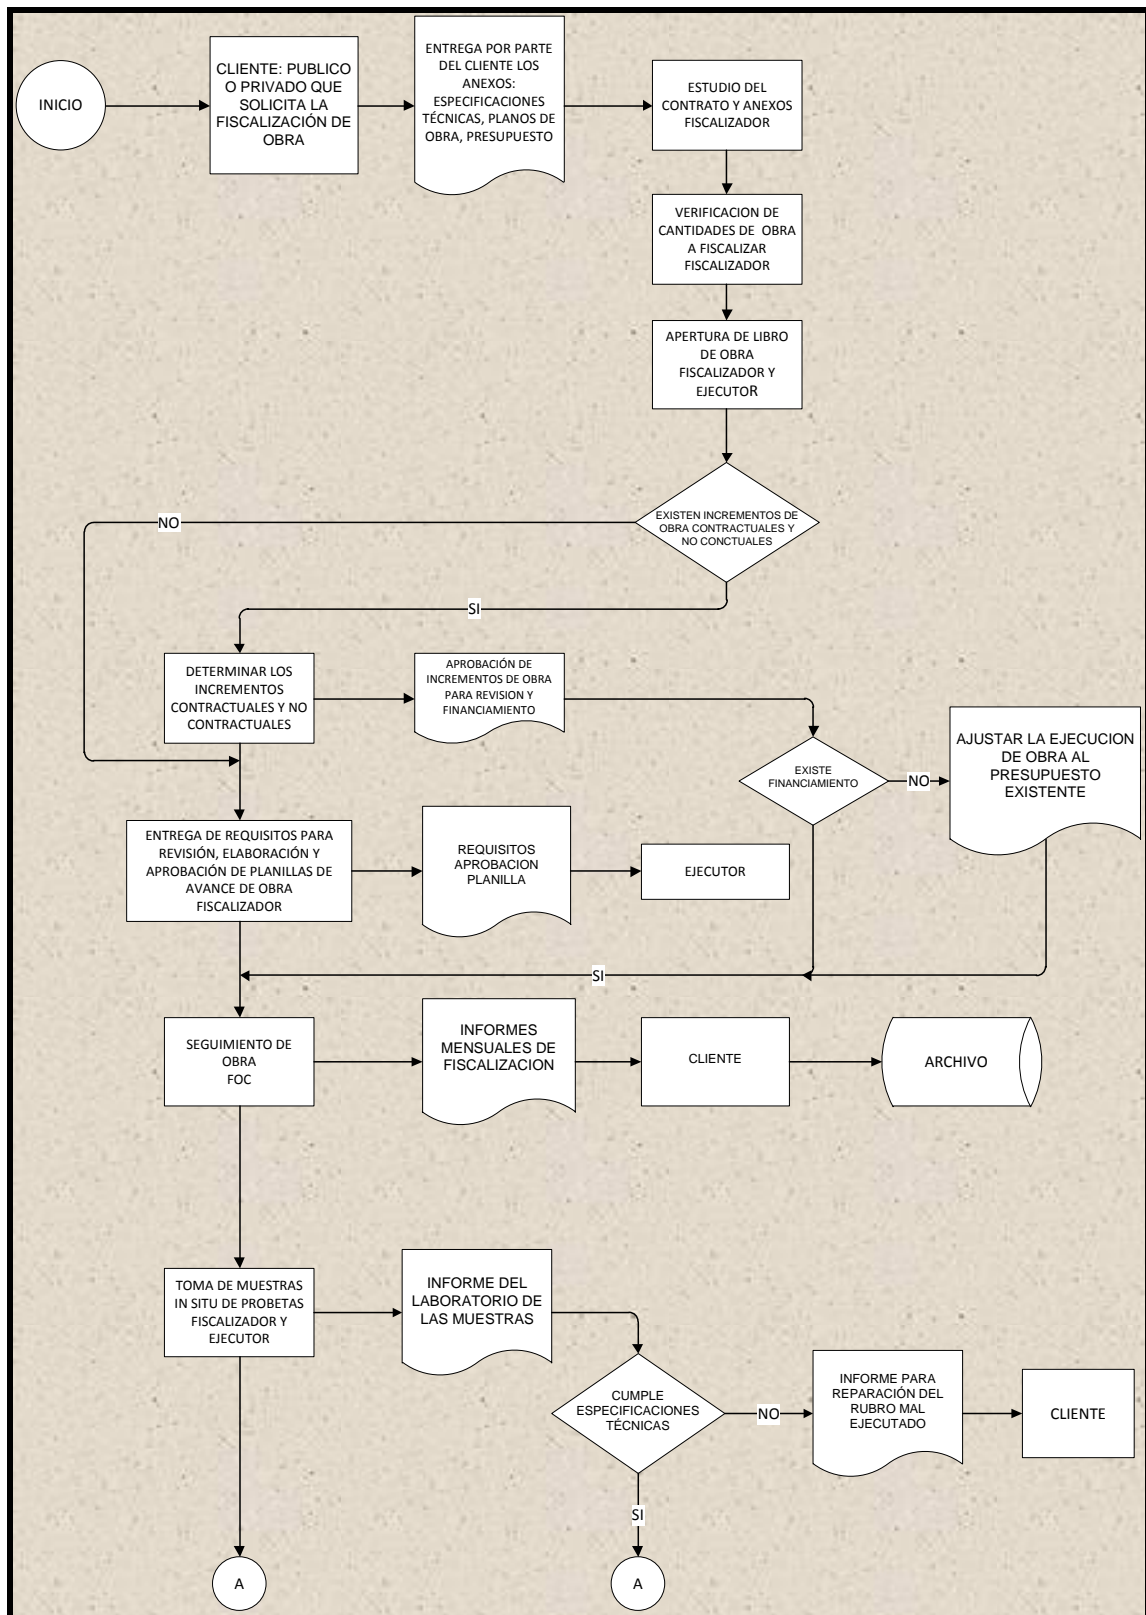 INICIO
CLIENTE: PUBLICO
O PRIVADO QUE
SOLICITA LA
FISCALIZACIÓN DE
OBRA
ENTREGA POR PARTE
DEL CLIENTE LOS
ANEXOS:
ESPECIFICACIONES
TÉCNICAS, PLANOS DE
OBRA, PRESUPUESTO
ESTUDIO DEL
CONTRATO Y ANEXOS
FISCALIZADOR
VERIFICACION DE
CANTIDADES DE OBRA
A FISCALIZAR
FISCALIZADOR
APERTURA DE LIBRO
DE OBRA
FISCALIZADOR Y
EJECUTOR
EXISTEN INCREMENTOS DE
OBRA CONTRACTUALES Y
NO CONCTUALES
NO
SI
DETERMINAR LOS
INCREMENTOS
CONTRACTUALES Y NO
CONTRACTUALES
APROBACIÓN DE
INCREMENTOS DE OBRA
PARA REVISION Y
FINANCIAMIENTO
EXISTE
FINANCIAMIENTO
NO
AJUSTAR LA EJECUCION
DE OBRA AL
PRESUPUESTO
EXISTENTE
ENTREGA DE REQUISITOS PARA
REVISIÓN, ELABORACIÓN Y
APROBACIÓN DE PLANILLAS DE
AVANCE DE OBRA
FISCALIZADOR
REQUISITOS
APROBACION
PLANILLA
EJECUTOR
SI
SEGUIMIENTO DE
OBRA
FOC
INFORMES
MENSUALES DE
FISCALIZACION
CLIENTE
ARCHIVO
TOMA DE MUESTRAS
IN SITU DE PROBETAS
FISCALIZADOR Y
EJECUTOR
INFORME DEL
LABORATORIO DE
LAS MUESTRAS
CUMPLE
ESPECIFICACIONES
TÉCNICAS
NO
INFORME PARA
REPARACIÓN DEL
RUBRO MAL
EJECUTADO
CLIENTE
SI
A
A